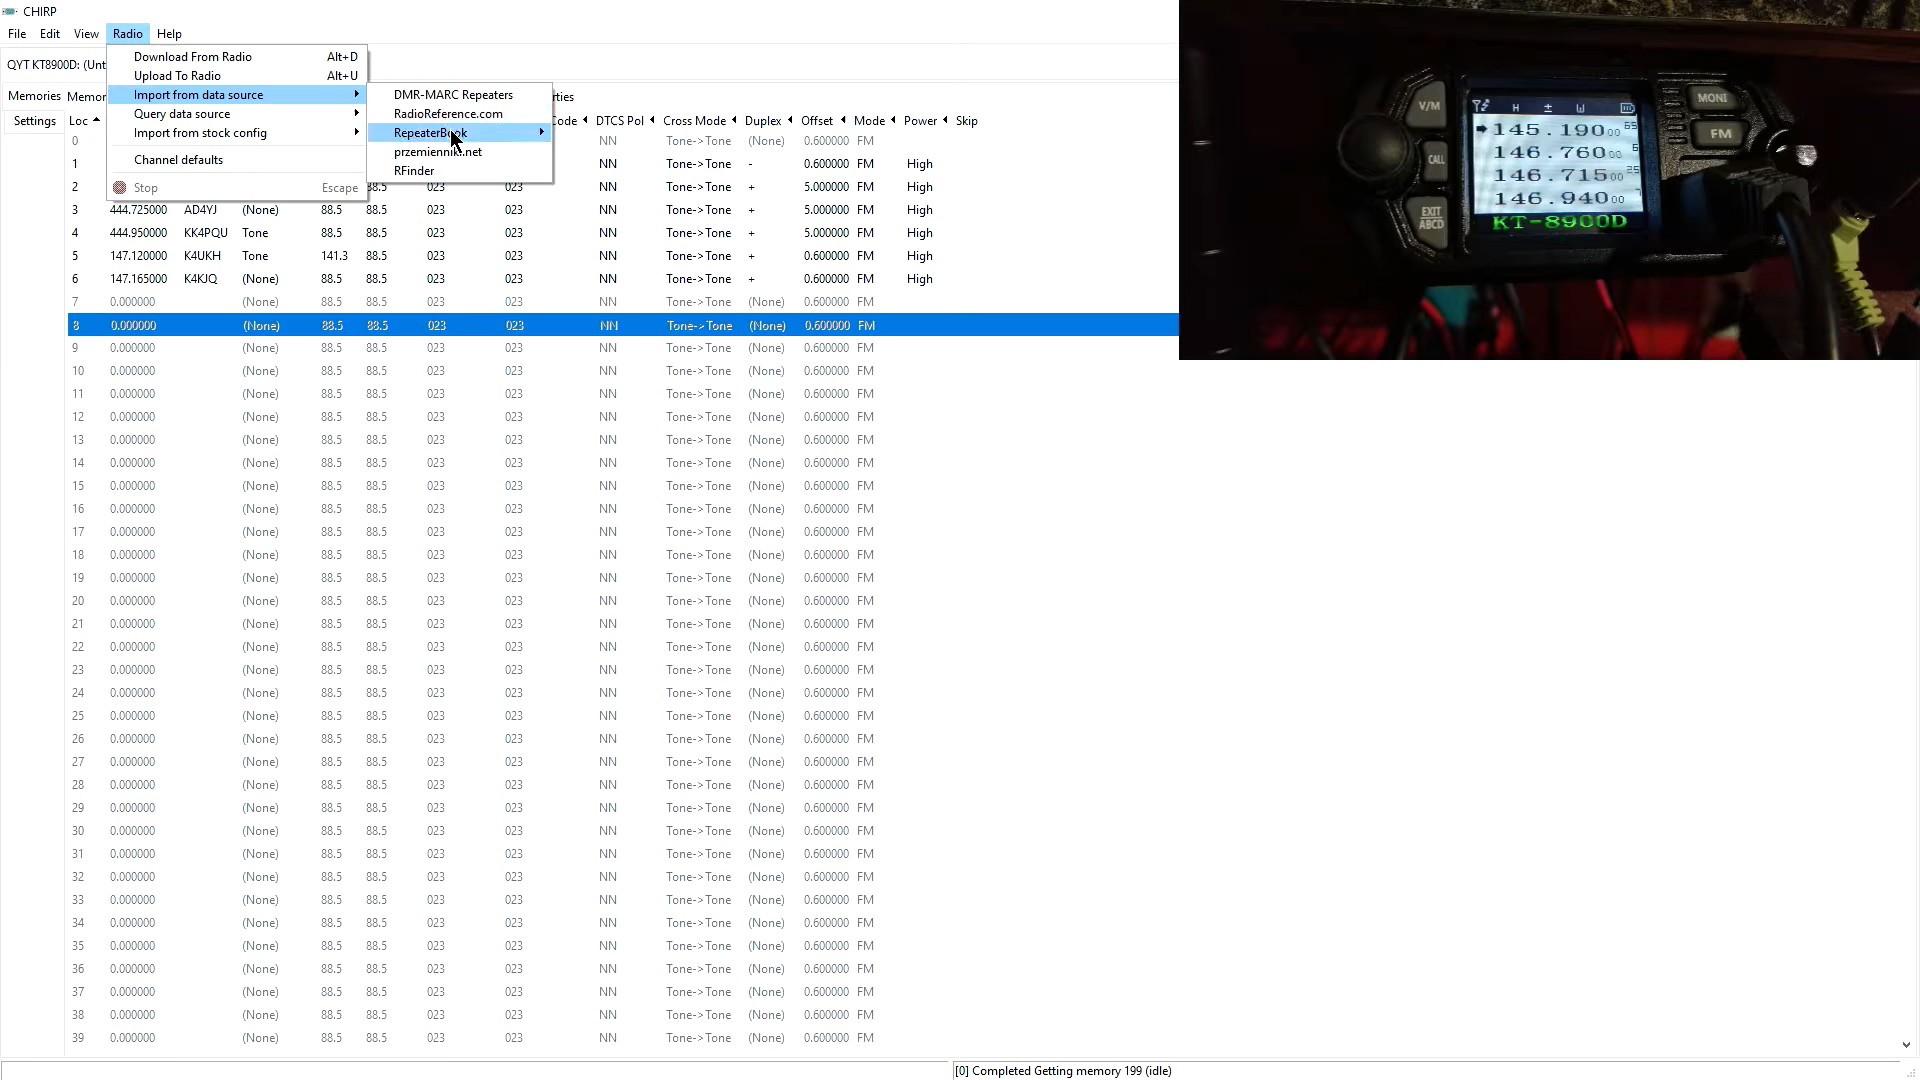 CHIRP
File Edit View Radio Help
QYT KT8900D: (Unt
Download From Radio Alt+D
Upload To Radio Alt+U
Import from data source
Query data source
Import from stock config
Channel defaults
Stop Escape
DMR-MARC Repeaters
RadioReference.com
RepeaterBook
RFinder
Memories Memor rties
Settings
Loc Code DTCS Pol Cross Mode Duplex Offset Mode Power Skip
0 NN Tone->Tone (None) 0.600000 FM
1 NN Tone->Tone - 0.600000 FM High
2 88.5 023 023 NN Tone->Tone + 5.000000 FM High
3 444.725000 AD4YJ (None) 88.5 88.5 023 023 NN Tone->Tone + 5.000000 FM High
4 444.950000 KK4PQU Tone 88.5 88.5 023 023 NN Tone->Tone + 5.000000 FM High
5 147.120000 K4UKH Tone 141.3 88.5 023 023 NN Tone->Tone + 0.600000 FM High
6 147.165000 K4KJQ (None) 88.5 88.5 023 023 NN Tone->Tone + 0.600000 FM High
7 0.000000 (None) 88.5 88.5 023 023 NN Tone->Tone (None) 0.600000 FM
8 0.000000 (None) 88.5 88.5 023 023 NN Tone->Tone (None) 0.600000 FM
9 0.000000 (None) 88.5 88.5 023 023 NN Tone->Tone (None) 0.600000 FM
10 0.000000 (None) 88.5 88.5 023 023 NN Tone->Tone (None) 0.600000 FM
11 0.000000 (None) 88.5 88.5 023 023 NN Tone->Tone (None) 0.600000 FM
12 0.000000 (None) 88.5 88.5 023 023 NN Tone->Tone (None) 0.600000 FM
13 0.000000 (None) 88.5 88.5 023 023 NN Tone->Tone (None) 0.600000 FM
14 0.000000 (None) 88.5 88.5 023 023 NN Tone->Tone (None) 0.600000 FM
15 0.000000 (None) 88.5 88.5 023 023 NN Tone->Tone (None) 0.600000 FM
16 0.000000 (None) 88.5 88.5 023 023 NN Tone->Tone (None) 0.600000 FM
17 0.000000 (None) 88.5 88.5 023 023 NN Tone->Tone (None) 0.600000 FM
18 0.000000 (None) 88.5 88.5 023 023 NN Tone->Tone (None) 0.600000 FM
19 0.000000 (None) 88.5 88.5 023 023 NN Tone->Tone (None) 0.600000 FM
20 0.000000 (None) 88.5 88.5 023 023 NN Tone->Tone (None) 0.600000 FM
21 0.000000 (None) 88.5 88.5 023 023 NN Tone->Tone (None) 0.600000 FM
22 0.000000 (None) 88.5 88.5 023 023 NN Tone->Tone (None) 0.600000 FM
23 0.000000 (None) 88.5 88.5 023 023 NN Tone->Tone (None) 0.600000 FM
24 0.000000 (None) 88.5 88.5 023 023 NN Tone->Tone (None) 0.600000 FM
25 0.000000 (None) 88.5 88.5 023 023 NN Tone->Tone (None) 0.600000 FM
26 0.000000 (None) 88.5 88.5 023 023 NN Tone->Tone (None) 0.600000 FM
27 0.000000 (None) 88.5 88.5 023 023 NN Tone->Tone (None) 0.600000 FM
28 0.000000 (None) 88.5 88.5 023 023 NN Tone->Tone (None) 0.600000 FM
29 0.000000 (None) 88.5 88.5 023 023 NN Tone->Tone (None) 0.600000 FM
30 0.000000 (None) 88.5 88.5 023 023 NN Tone->Tone (None) 0.600000 FM
31 0.000000 (None) 88.5 88.5 023 023 NN Tone->Tone (None) 0.600000 FM
32 0.000000 (None) 88.5 88.5 023 023 NN Tone->Tone (None) 0.600000 FM
33 0.000000 (None) 88.5 88.5 023 023 NN Tone->Tone (None) 0.600000 FM
34 0.000000 (None) 88.5 88.5 023 023 NN Tone->Tone (None) 0.600000 FM
35 0.000000 (None) 88.5 88.5 023 023 NN Tone->Tone (None) 0.600000 FM
36 0.000000 (None) 88.5 88.5 023 023 NN Tone->Tone (None) 0.600000 FM
37 0.000000 (None) 88.5 88.5 023 023 NN Tone->Tone (None) 0.600000 FM
38 0.000000 (None) 88.5 88.5 023 023 NN Tone->Tone (None) 0.600000 FM
39 0.000000 (None) 88.5 88.5 023 023 NN Tone->Tone (None) 0.600000 FM
[0] Completed Getting memory 199 (idle)
V/M
CALL
EXIT
ABCD
H ± W
145.19000 65
146.76000
146.71500
146.94000
KT-8900D
MONI
FM